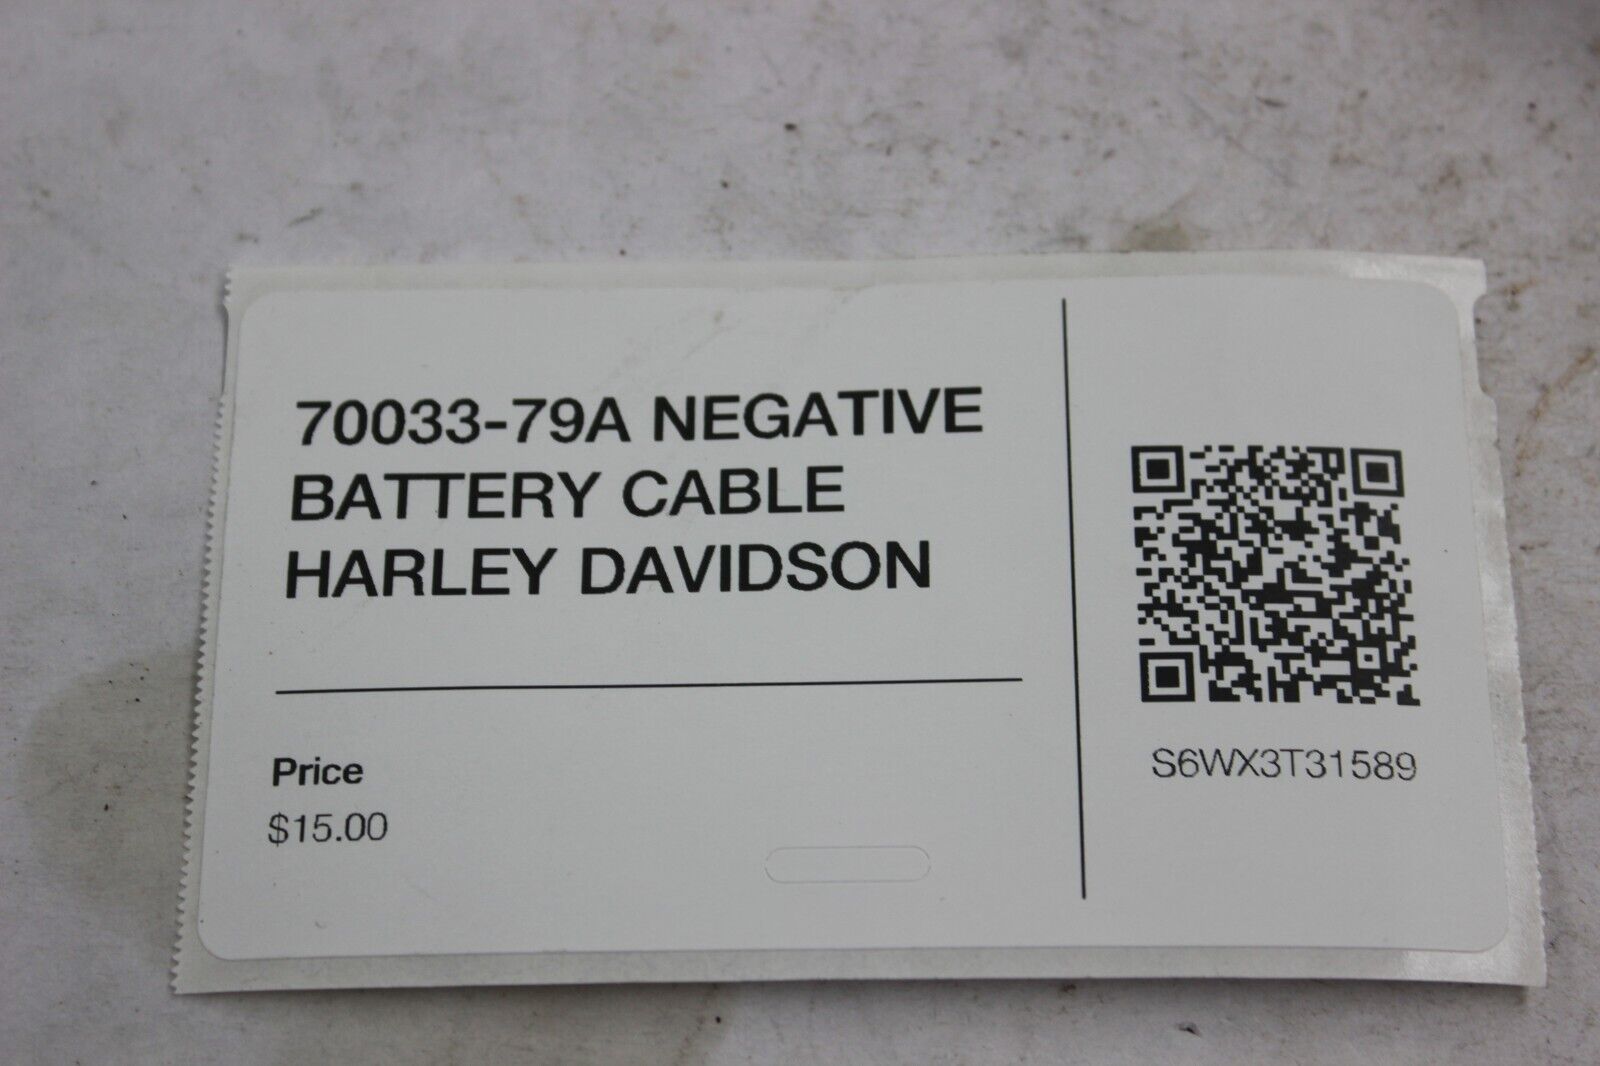 70033-79A NEGATIVE
BATTERY CABLE
HARLEY DAVIDSON
Price
$15.00
S6WX3T31589